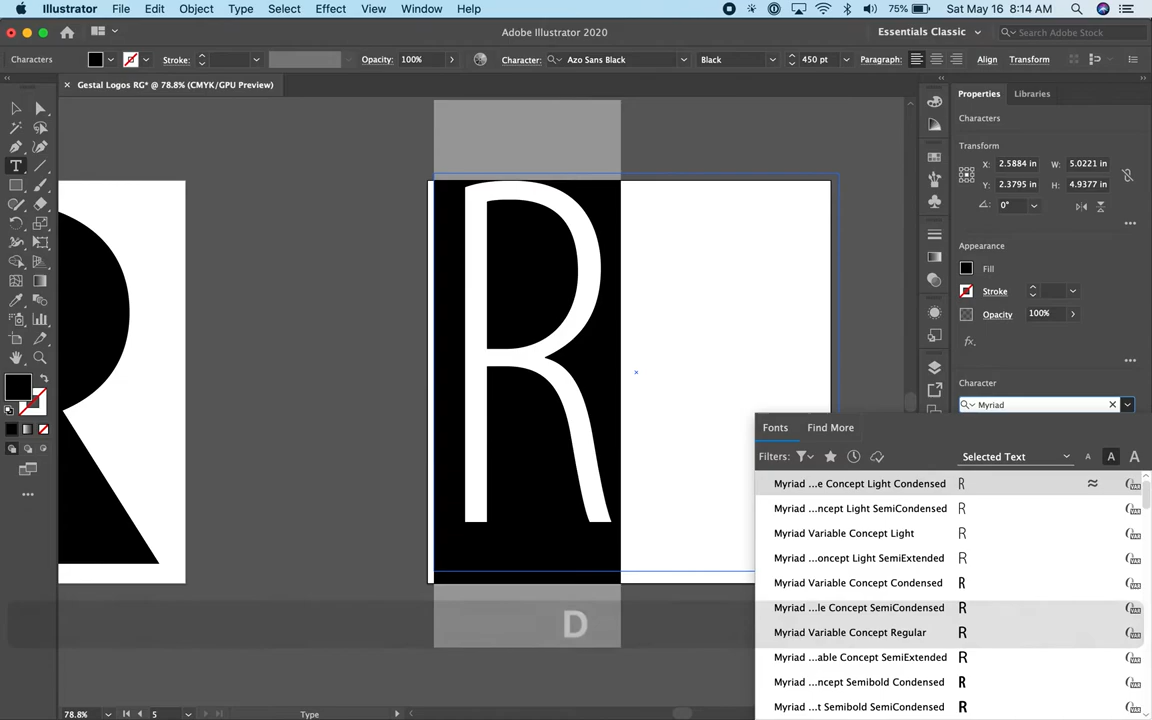 Illustrator File Edit Object Type Select Effect View Window Help 75% Sat May 16 8:14 AM
Adobe Illustrator 2020 Essentials Classic Search Adobe Stock
Characters Stroke: Opacity: 100% Character: Azo Sans Black Black 450 pt Paragraph: Align Transform
× Gestal Logos RG* @ 78.8% (CMYK/GPU Preview)
Properties Libraries
Characters
Transform
X: 2.5884 in W: 5.0221 in
Y: 2.3795 in H: 4.9377 in
0°
Appearance
Fill
Stroke
Opacity 100%
fx.
Character
Myriad
R
R
Fonts Find More
Filters: Selected Text A A A
Myriad ...e Concept Light Condensed R
Myriad ...ncept Light SemiCondensed R
Myriad Variable Concept Light R
Myriad ...oncept Light SemiExtended R
Myriad Variable Concept Condensed R
Myriad ...le Concept SemiCondensed R
Myriad Variable Concept Regular R
Myriad ...able Concept SemiExtended R
Myriad ...ncept Semibold Condensed R
Myriad ...t Semibold SemiCondensed R
D
78.8% 5 Type